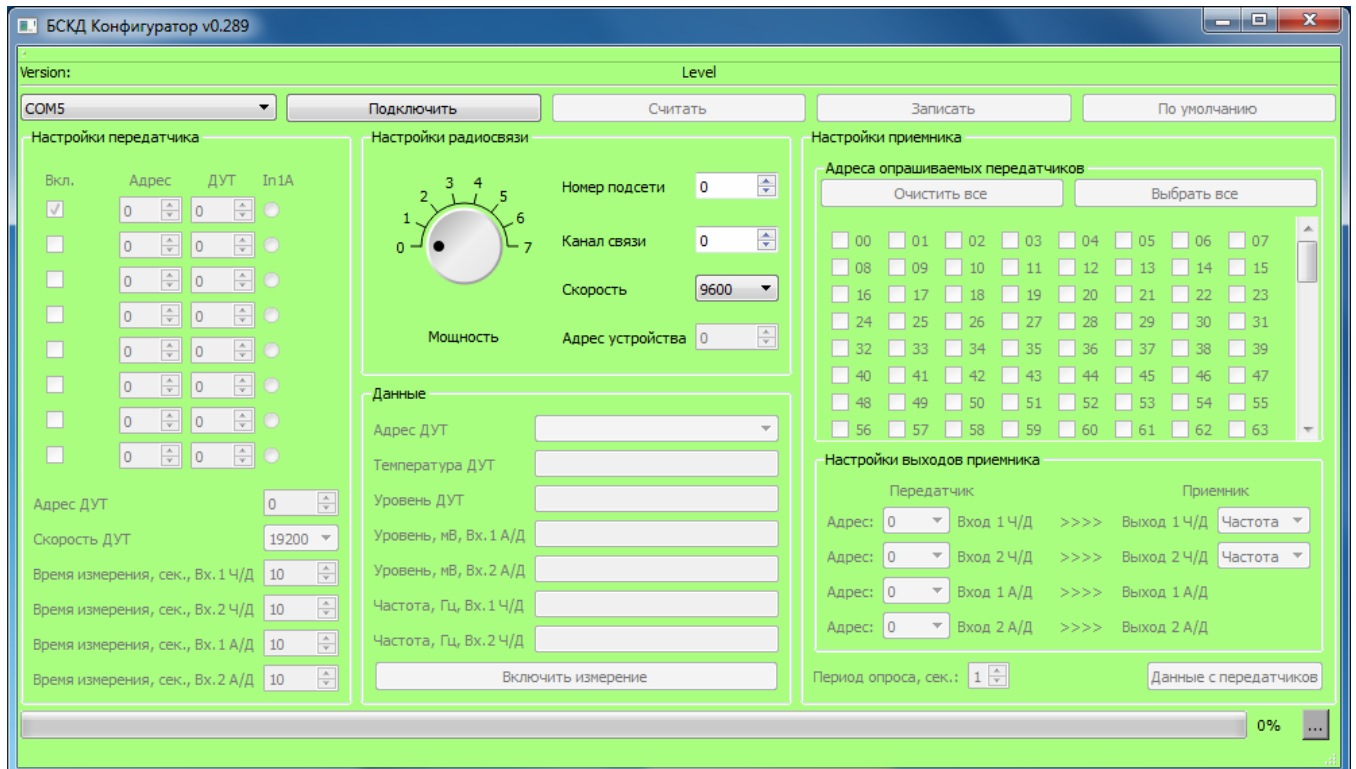 БСКД Конфигуратор v0.289
Version: Level
COM5 Подключить Считать Записать По умолчанию
Настройки передатчика
Вкл. Адрес ДУТ In1A
0 0
0 0
0 0
0 0
0 0
0 0
0 0
0 0
Адрес ДУТ 0
Скорость ДУТ 19200
Время измерения, сек., Вх.1 Ч/Д 10
Время измерения, сек., Вх.2 Ч/Д 10
Время измерения, сек., Вх.1 А/Д 10
Время измерения, сек., Вх.2 А/Д 10
Настройки радиосвязи
0 1 2 3 4 5 6 7
Мощность
Номер подсети 0
Канал связи 0
Скорость 9600
Адрес устройства 0
Данные
Адрес ДУТ
Температура ДУТ
Уровень ДУТ
Уровень, мВ, Вх.1 А/Д
Уровень, мВ, Вх.2 А/Д
Частота, Гц, Вх.1 Ч/Д
Частота, Гц, Вх.2 Ч/Д
Включить измерение
Настройки приемника
Адреса опрашиваемых передатчиков
Очистить все Выбрать все
00 01 02 03 04 05 06 07
08 09 10 11 12 13 14 15
16 17 18 19 20 21 22 23
24 25 26 27 28 29 30 31
32 33 34 35 36 37 38 39
40 41 42 43 44 45 46 47
48 49 50 51 52 53 54 55
56 57 58 59 60 61 62 63
Настройки выходов приемника
Передатчик Приемник
Адрес: 0 Вход 1 Ч/Д >>>> Выход 1 Ч/Д Частота
Адрес: 0 Вход 2 Ч/Д >>>> Выход 2 Ч/Д Частота
Адрес: 0 Вход 1 А/Д >>>> Выход 1 А/Д
Адрес: 0 Вход 2 А/Д >>>> Выход 2 А/Д
Период опроса, сек.: 1 Данные с передатчиков
0% ...